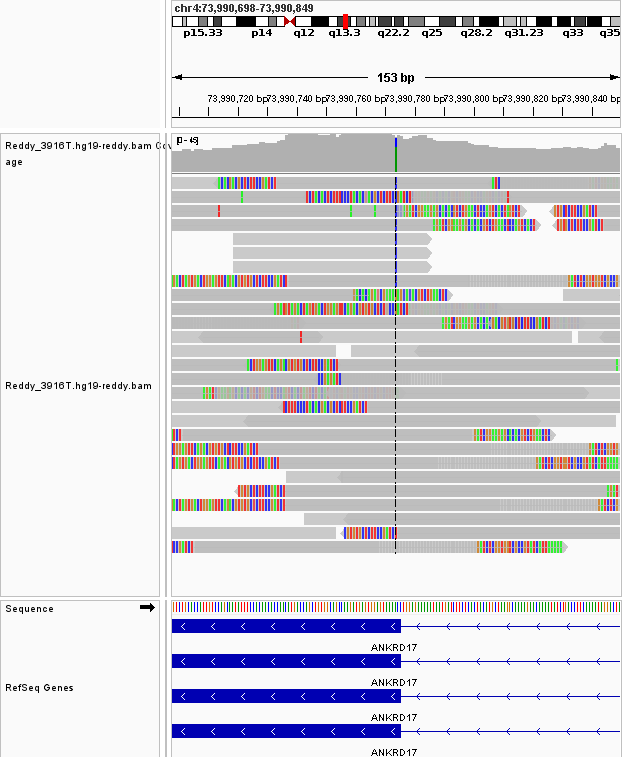 chr4:73,990,698-73,990,849
p15.33 p14 q12 q13.3 q22.2 q25 q28.2 q31.23 q33 q35
153 bp
73,990,720 bp 73,990,740 bp 73,990,760 bp 73,990,780 bp 73,990,800 bp 73,990,820 bp 73,990,840 bp
Reddy_3916T.hg19-reddy.bam Cov
age
Reddy_3916T.hg19-reddy.bam
Sequence
ANKRD17
ANKRD17
RefSeq Genes
ANKRD17
ANKRD17